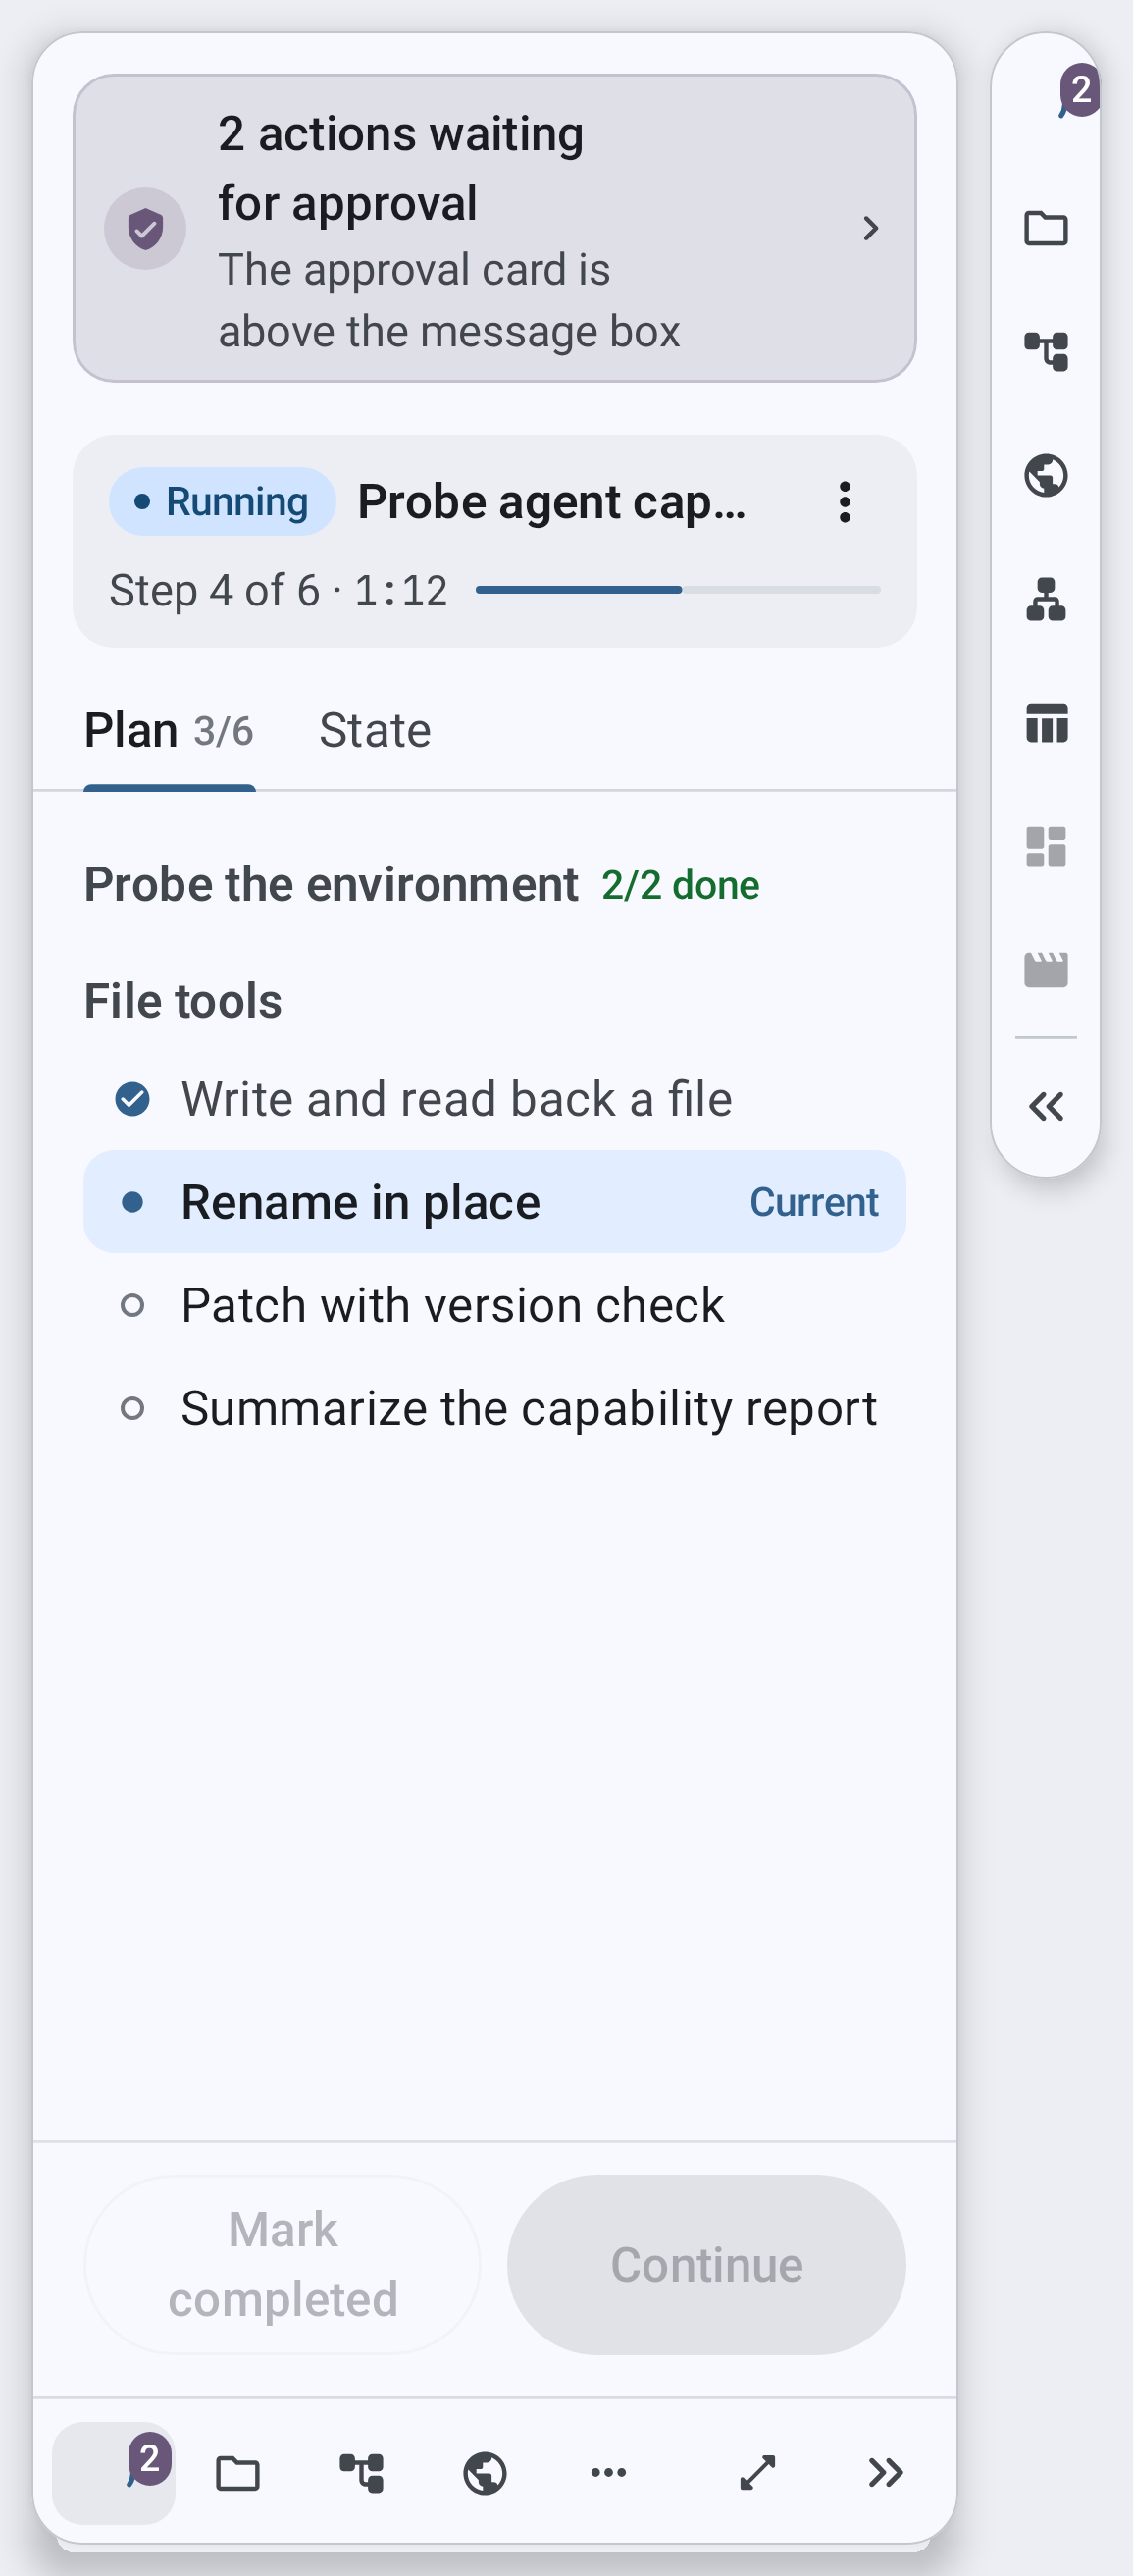 2 actions waiting
for approval
The approval card is
above the message box
2
Running
Probe agent cap…
Step 4 of 6 · 1:12
Plan 3/6
State
Probe the environment 2/2 done
File tools
Write and read back a file
Rename in place
Current
Patch with version check
Summarize the capability report
Mark
completed
Continue
2